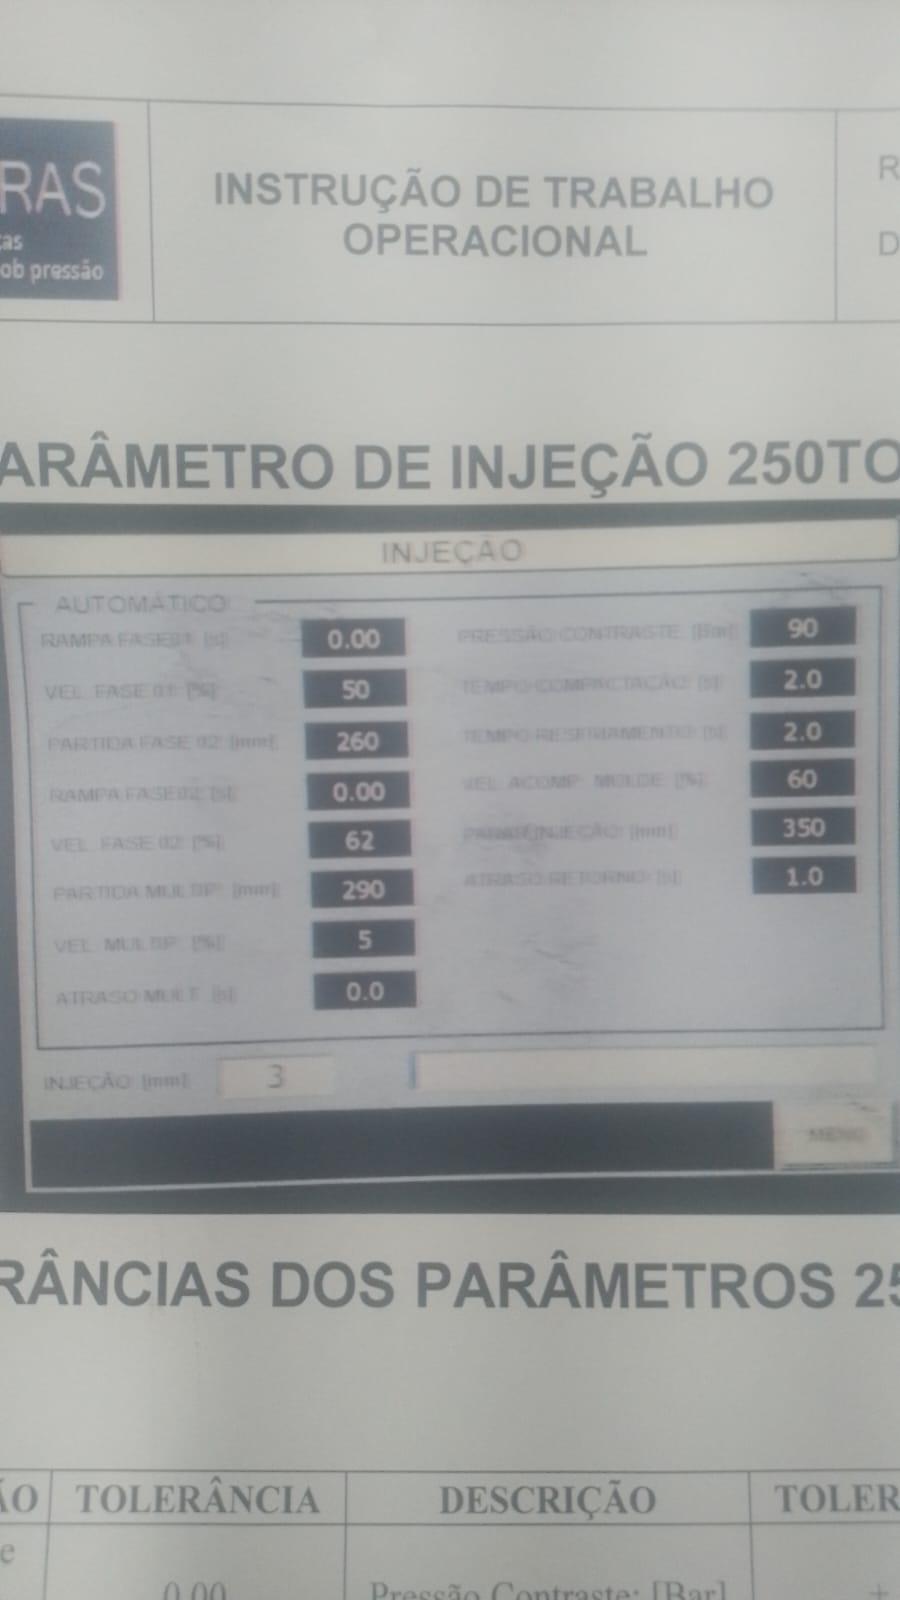 RAS
ças
ob pressão
INSTRUÇÃO DE TRABALHO
OPERACIONAL
R
D
ARÂMETRO DE INJEÇÃO 250TO
INJEÇÃO
AUTOMÁTICO
RAMPA FASE01: [s] 0.00
VEL. FASE 01: [%] 50
PARTIDA FASE 02: [mm] 260
RAMPA FASE02: [s] 0.00
VEL. FASE 02: [%] 62
PARTIDA MULTIP: [mm] 290
VEL. MULTIP: [%] 5
ATRASO MULT: [s] 0.0
PRESSÃO CONTRASTE: [Bar] 90
TEMPO COMPACTAÇÃO: [s] 2.0
TEMPO RESFRIAMENTO: [s] 2.0
VEL. ACOMP. MOLDE: [%] 60
INJEÇÃO: [mm] 350
ATRASO RETORNO: [s] 1.0
INJEÇÃO: [mm] 3
MENU
RÂNCIAS DOS PARÂMETROS 25
ÃO TOLERÂNCIA DESCRIÇÃO TOLER
e
0.00 Pressão Contraste: [Bar] +